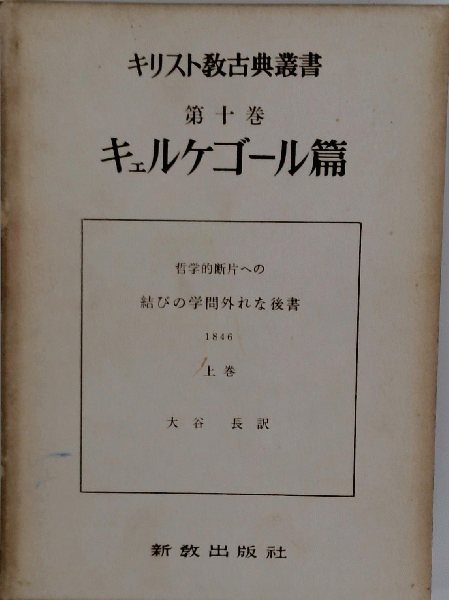 キリスト教古典叢書
第十巻
キェルケゴール篇
哲学的断片への
結びの学問外れな後書
1846
上巻
大谷 長訳
新教出版社